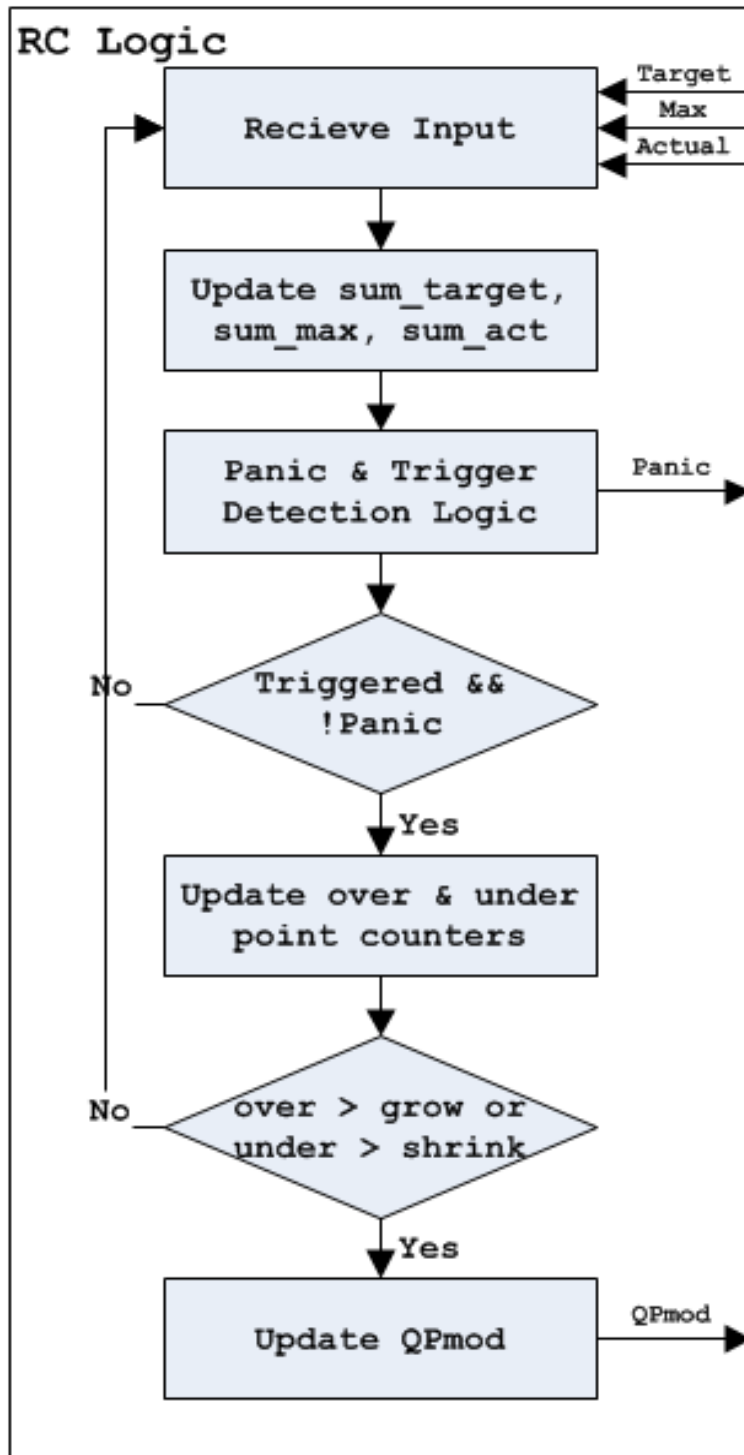 RC Logic
Target
Max
Actual
Recieve Input
Update sum_target,
sum_max, sum_act
Panic & Trigger
Detection Logic
Panic
Triggered &&
!Panic
No
Yes
Update over & under
point counters
over > grow or
under > shrink
No
Yes
Update QPmod
QPmod